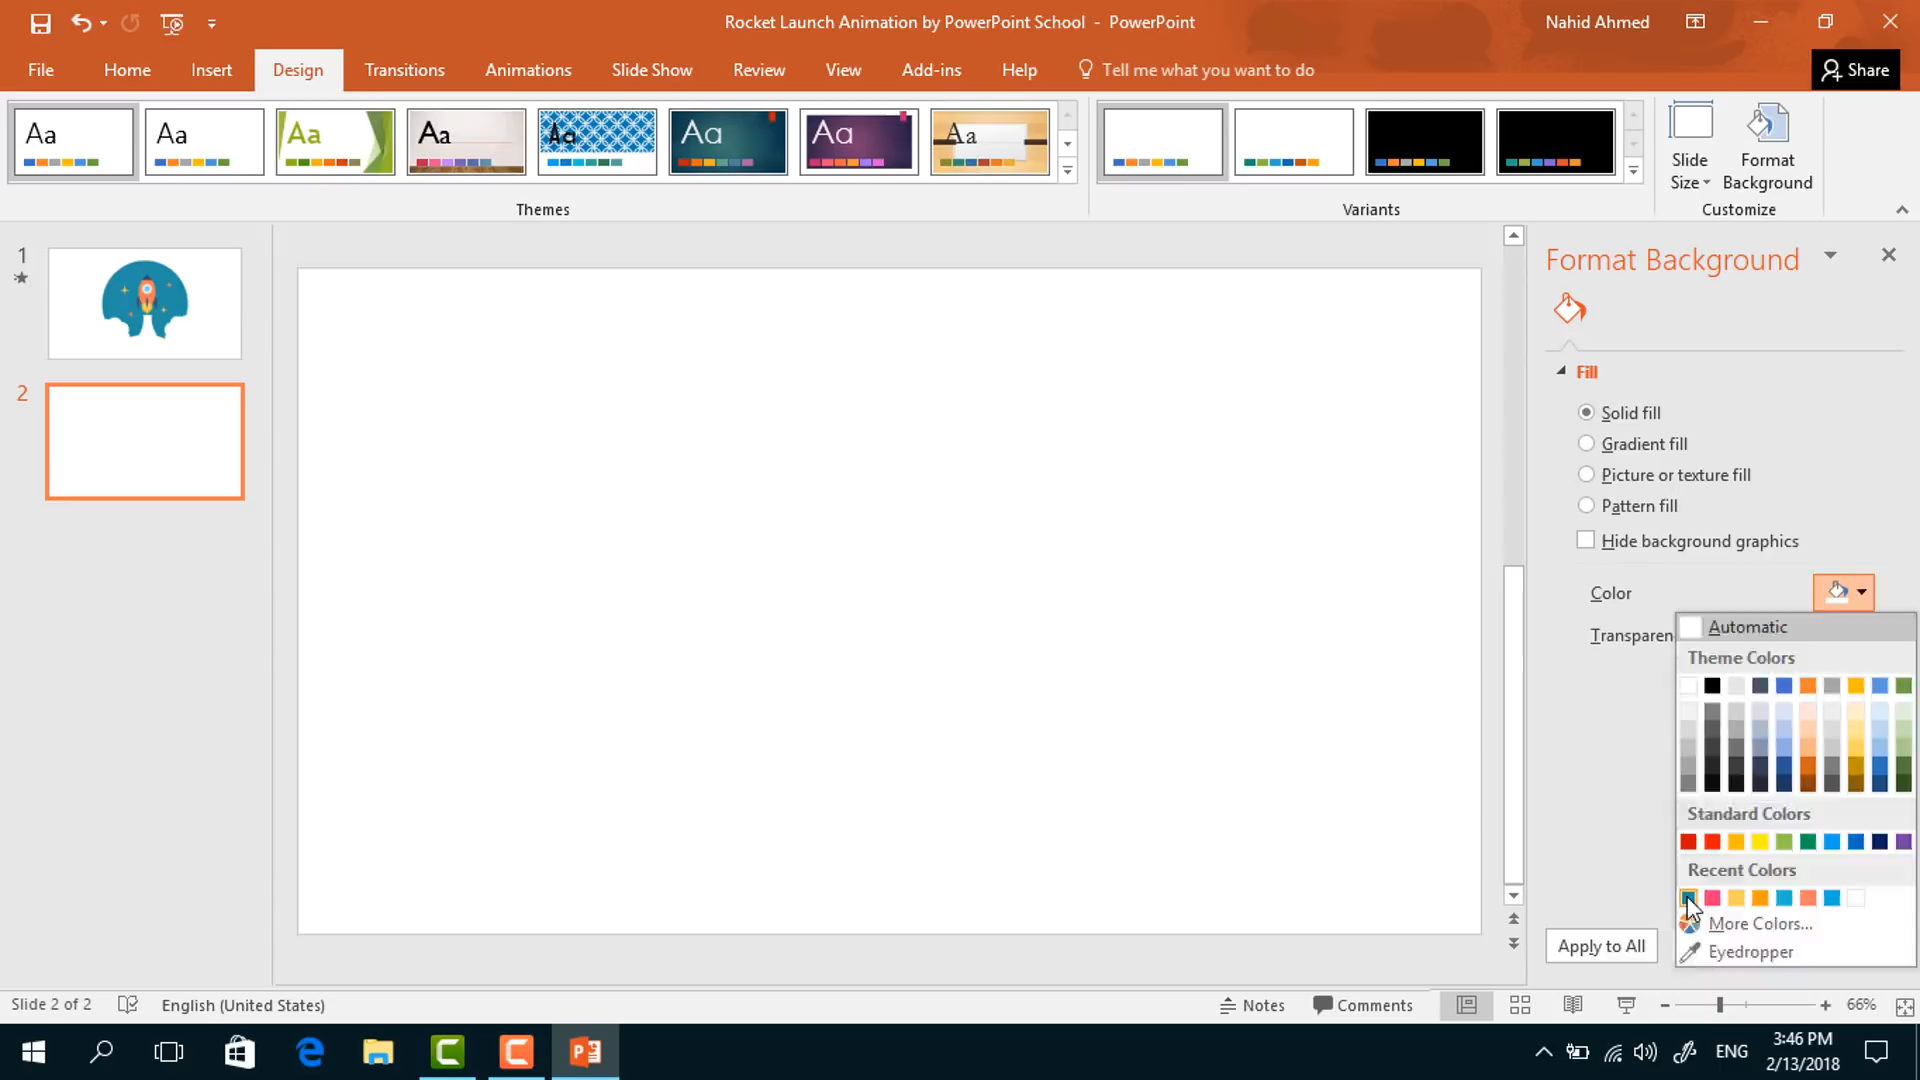 Rocket Launch Animation by PowerPoint School - PowerPoint
Nahid Ahmed
File Home Insert Design Transitions Animations Slide Show Review View Add-ins Help Tell me what you want to do Share
Aa Aa Aa Aa Aa Aa Aa Aa
Slide Size
Format Background
Themes Variants Customize
1
2
Format Background
Fill
Solid fill
Gradient fill
Picture or texture fill
Pattern fill
Hide background graphics
Color
Transparen
Automatic
Theme Colors
Standard Colors
Recent Colors
More Colors...
Eyedropper
Apply to All
Slide 2 of 2 English (United States) Notes Comments 66%
ENG
3:46 PM
2/13/2018